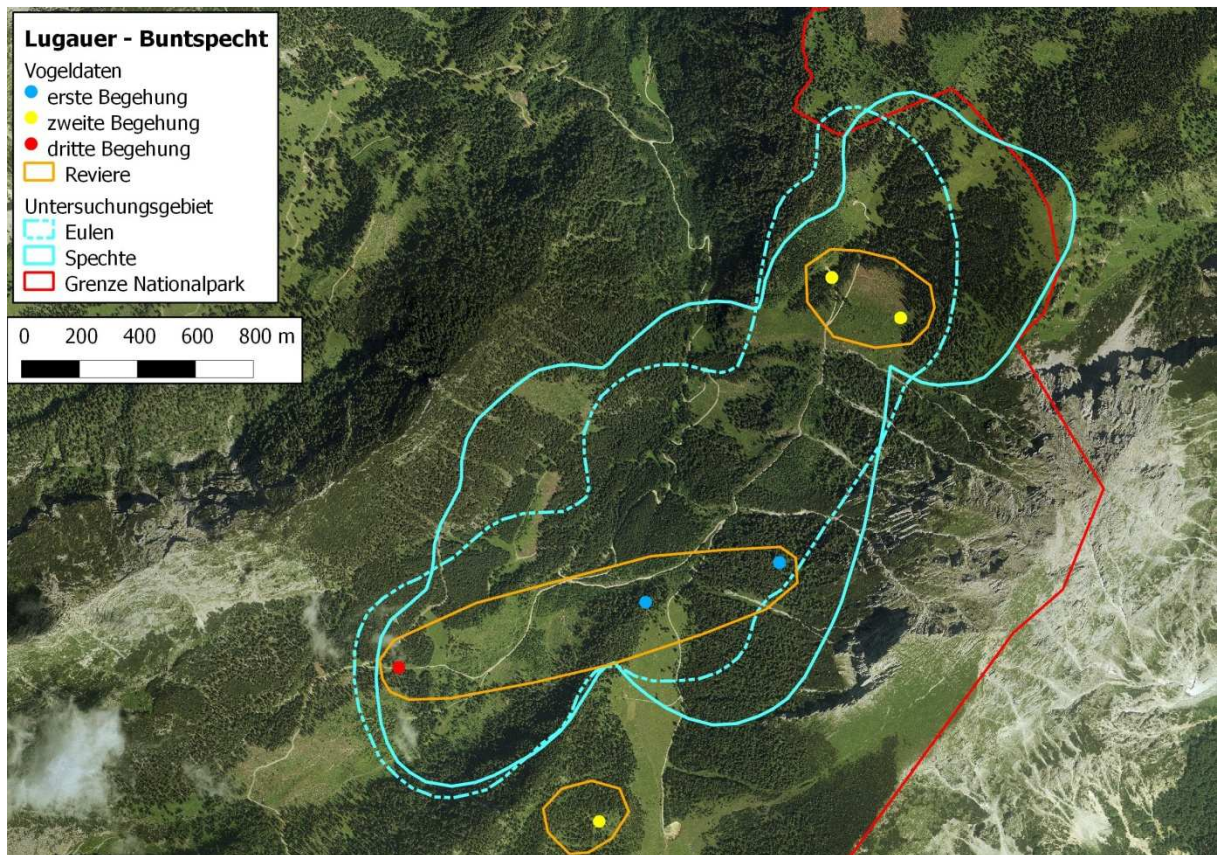 Lugauer - Buntspecht
Vogeldaten
erste Begehung
zweite Begehung
dritte Begehung
Reviere
Untersuchungsgebiet
Eulen
Spechte
Grenze Nationalpark
0 200 400 600 800 m